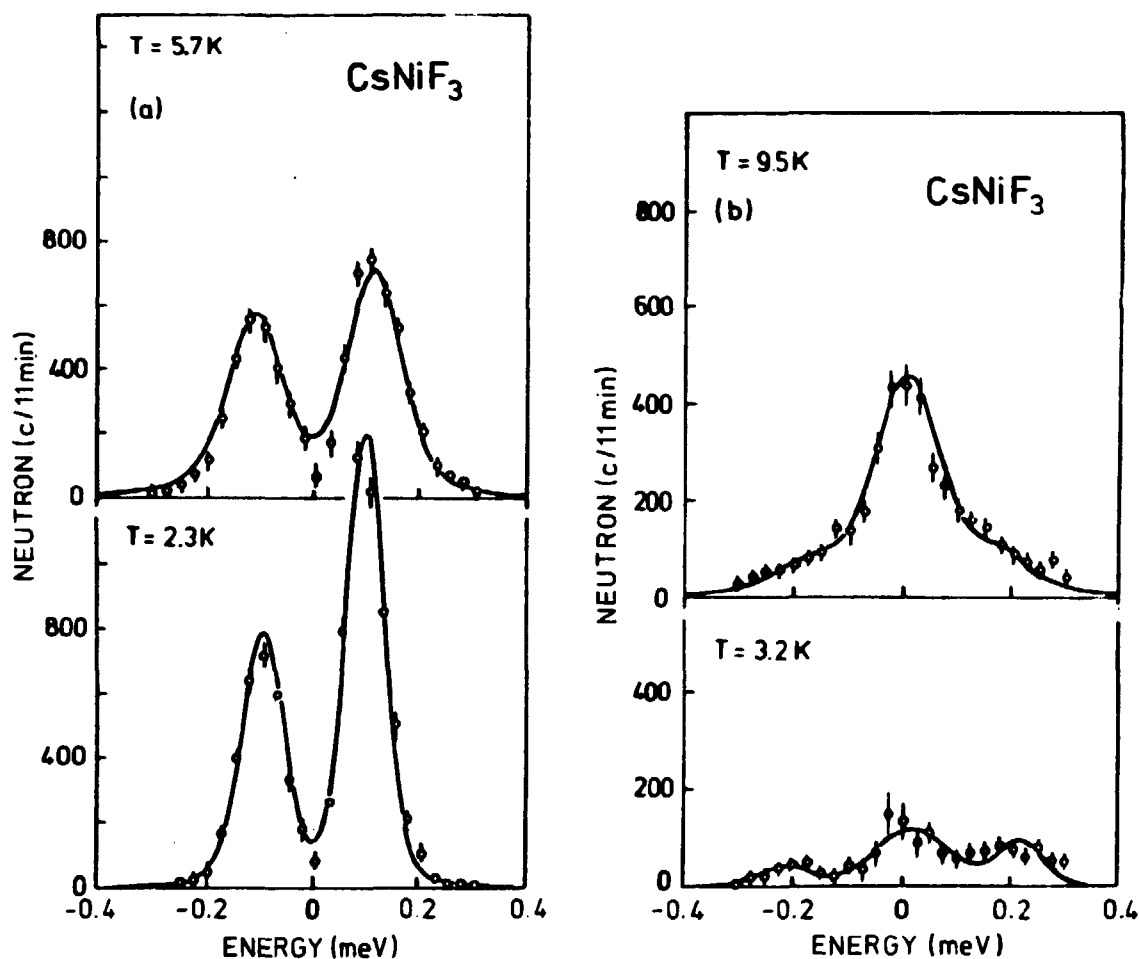 T = 5.7K
CsNiF3
(a)
800
400
0
T = 2.3K
800
400
0
-0.4
-0.2
0
0.2
0.4
ENERGY (meV)
NEUTRON (c/11min)
T = 9.5K
CsNiF3
(b)
800
600
400
200
0
T = 3.2K
400
200
0
-0.4
-0.2
0
0.2
0.4
ENERGY (meV)
NEUTRON (c/11min)